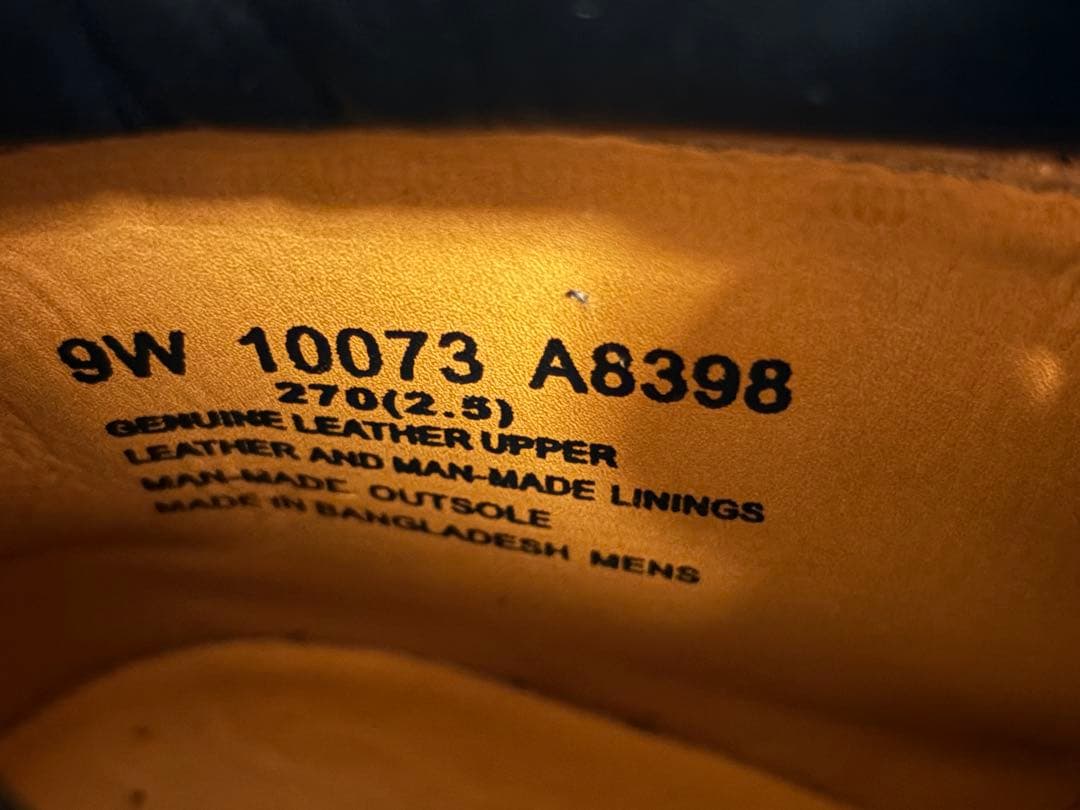 9W 10073 A8398
270(2.5)
GENUINE LEATHER UPPER
LEATHER AND MAN-MADE LININGS
MAN-MADE OUTSOLE
MADE IN BANGLADESH MENS